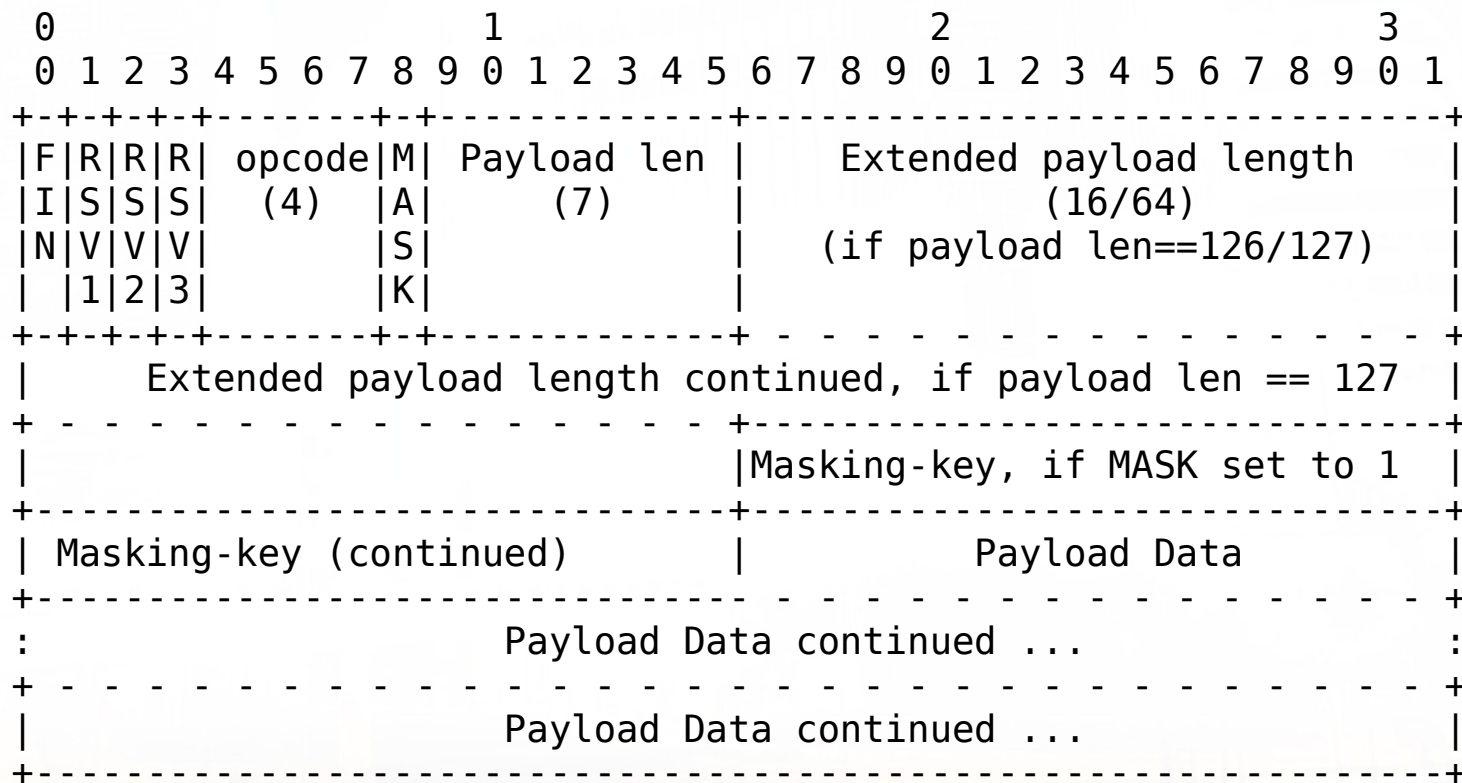 0                   1                   2                   3
 0 1 2 3 4 5 6 7 8 9 0 1 2 3 4 5 6 7 8 9 0 1 2 3 4 5 6 7 8 9 0 1
+-+-+-+-+-------+-+-------------+-------------------------------+
|F|R|R|R| opcode|M| Payload len |    Extended payload length    |
|I|S|S|S|  (4)  |A|     (7)     |             (16/64)           |
|N|V|V|V|       |S|             |   (if payload len==126/127)   |
| |1|2|3|       |K|             |                               |
+-+-+-+-+-------+-+-------------+ - - - - - - - - - - - - - - - +
|     Extended payload length continued, if payload len == 127  |
+ - - - - - - - - - - - - - - - +-------------------------------+
|                               |Masking-key, if MASK set to 1  |
+-------------------------------+-------------------------------+
| Masking-key (continued)       |          Payload Data         |
+-------------------------------- - - - - - - - - - - - - - - - +
:                     Payload Data continued ...                :
+ - - - - - - - - - - - - - - - - - - - - - - - - - - - - - - - +
|                     Payload Data continued ...                |
+---------------------------------------------------------------+